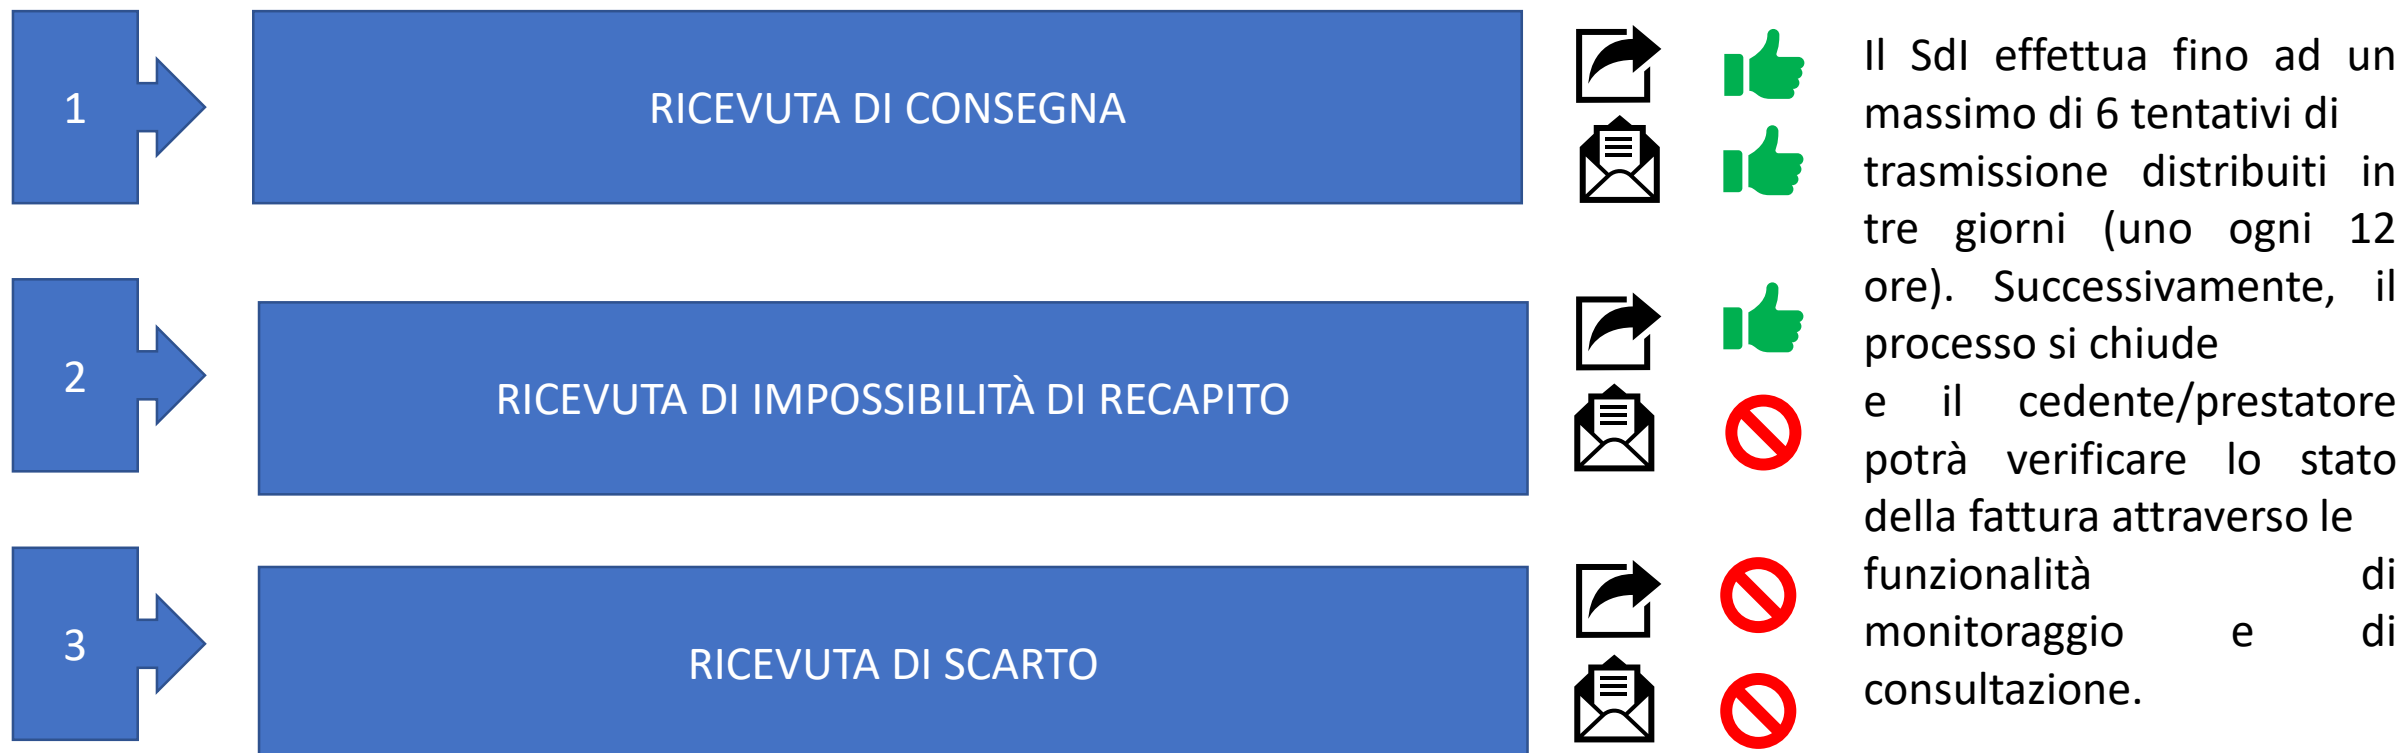 1
RICEVUTA DI CONSEGNA
2
RICEVUTA DI IMPOSSIBILITÀ DI RECAPITO
3
RICEVUTA DI SCARTO
Il SdI effettua fino ad un
massimo di 6 tentativi di
trasmissione distribuiti in
tre giorni (uno ogni 12
ore). Successivamente, il
processo si chiude
e il cedente/prestatore
potrà verificare lo stato
della fattura attraverso le
funzionalità di
monitoraggio e di
consultazione.